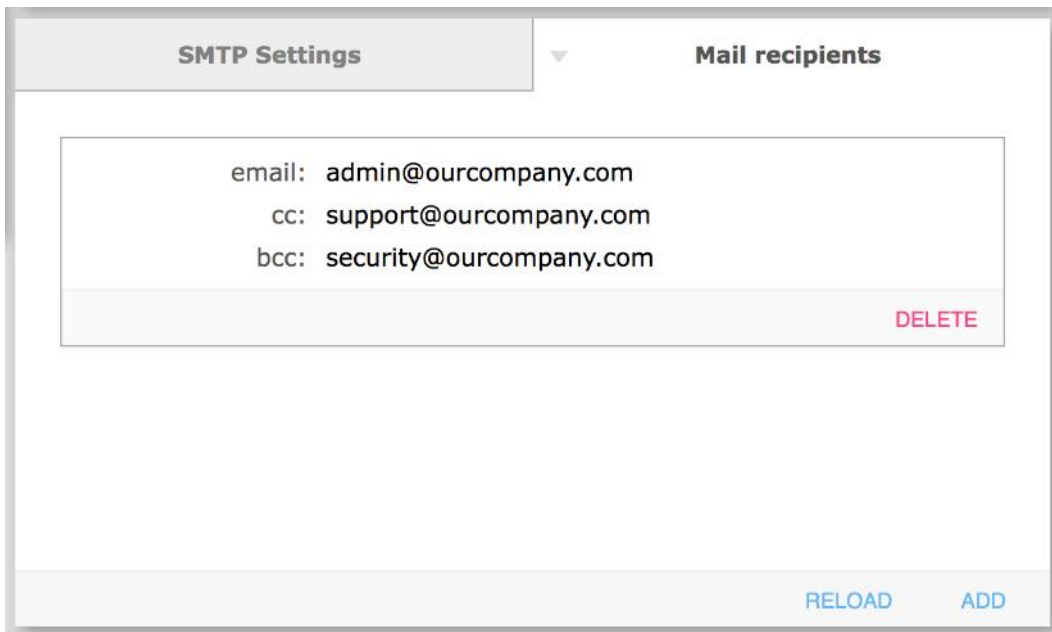 SMTP Settings
Mail recipients
email: admin@ourcompany.com
cc: support@ourcompany.com
bcc: security@ourcompany.com
DELETE
RELOAD ADD